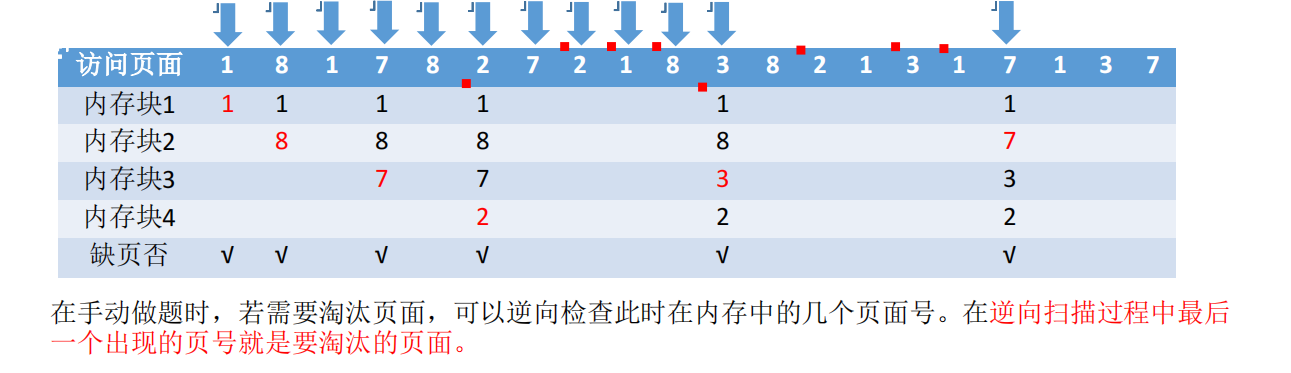 访问页面 1 8 1 7 8 2 7 2 1 8 3 8 2 1 3 1 7 1 3 7
内存块1 1 1 1 1 1 1
内存块2 8 8 8 8 7
内存块3 7 7 3 3
内存块4 2 2 2
缺页否 √ √ √ √ √ √
在手动做题时，若需要淘汰页面，可以逆向检查此时在内存中的几个页面号。在逆向扫描过程中最后
一个出现的页号就是要淘汰的页面。